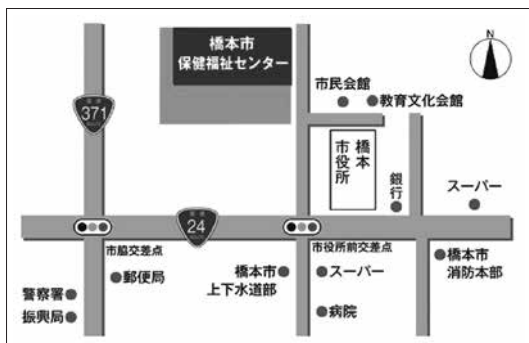 橋本市
保健福祉センター
N
市民会館
教育文化会館
371
橋本
市役所
銀行
スーパー
24
市脇交差点
市役所前交差点
郵便局
橋本市
上下水道部
スーパー
橋本市
消防本部
警察署
振興局
病院